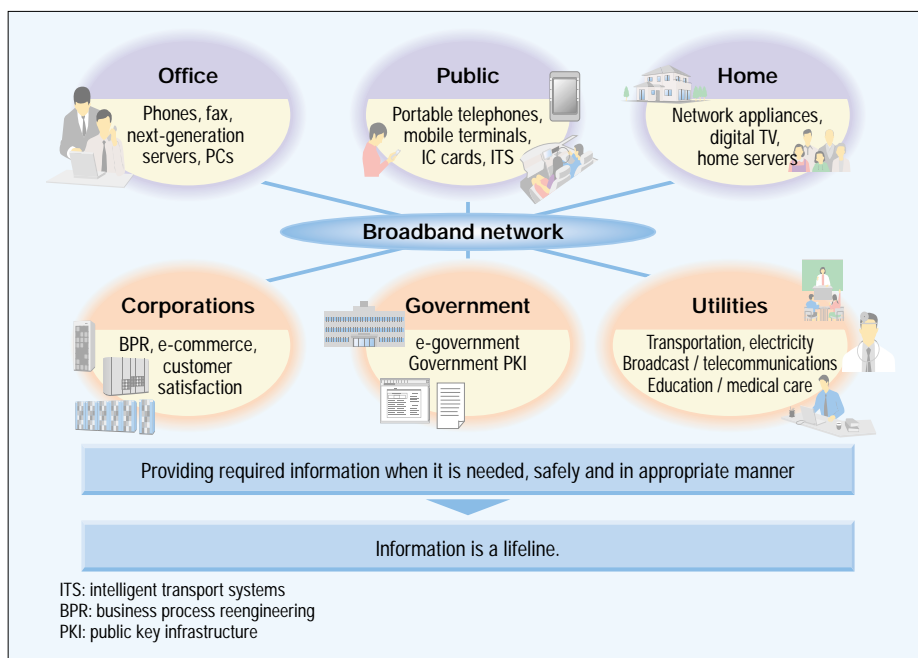 Office
Phones, fax,
next-generation
servers, PCs
Public
Portable telephones,
mobile terminals,
IC cards, ITS
Home
Network appliances,
digital TV,
home servers
Broadband network
Corporations
BPR, e-commerce,
customer
satisfaction
Government
e-government
Government PKI
Utilities
Transportation, electricity
Broadcast / telecommunications
Education / medical care
Providing required information when it is needed, safely and in appropriate manner
Information is a lifeline.
ITS: intelligent transport systems
BPR: business process reengineering
PKI: public key infrastructure